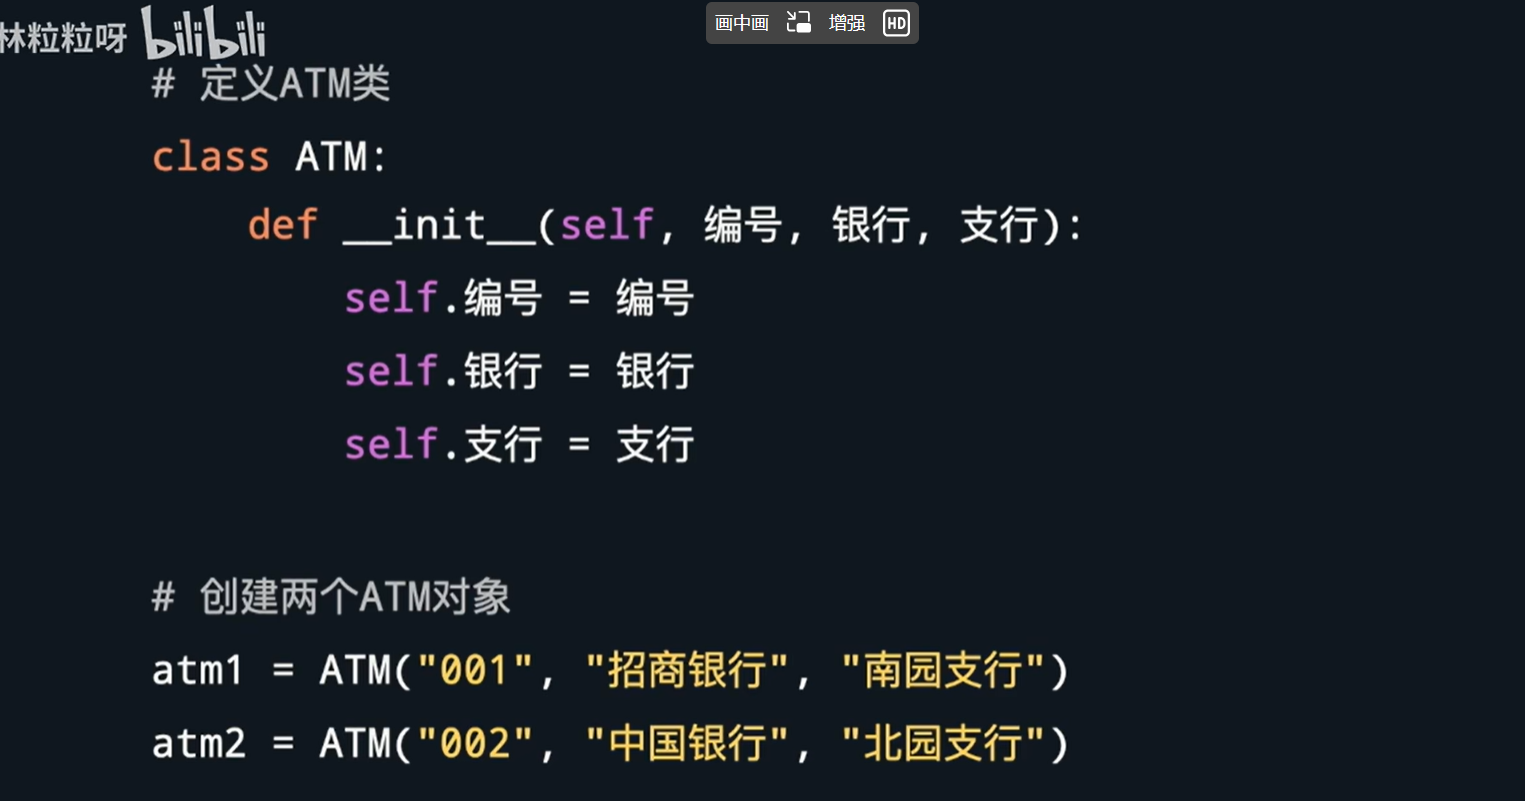 画中画 增强 HD
林粒粒呀 bilibili
# 定义ATM类
class ATM:
    def __init__(self, 编号, 银行, 支行):
        self.编号 = 编号
        self.银行 = 银行
        self.支行 = 支行
# 创建两个ATM对象
atm1 = ATM("001", "招商银行", "南园支行")
atm2 = ATM("002", "中国银行", "北园支行")